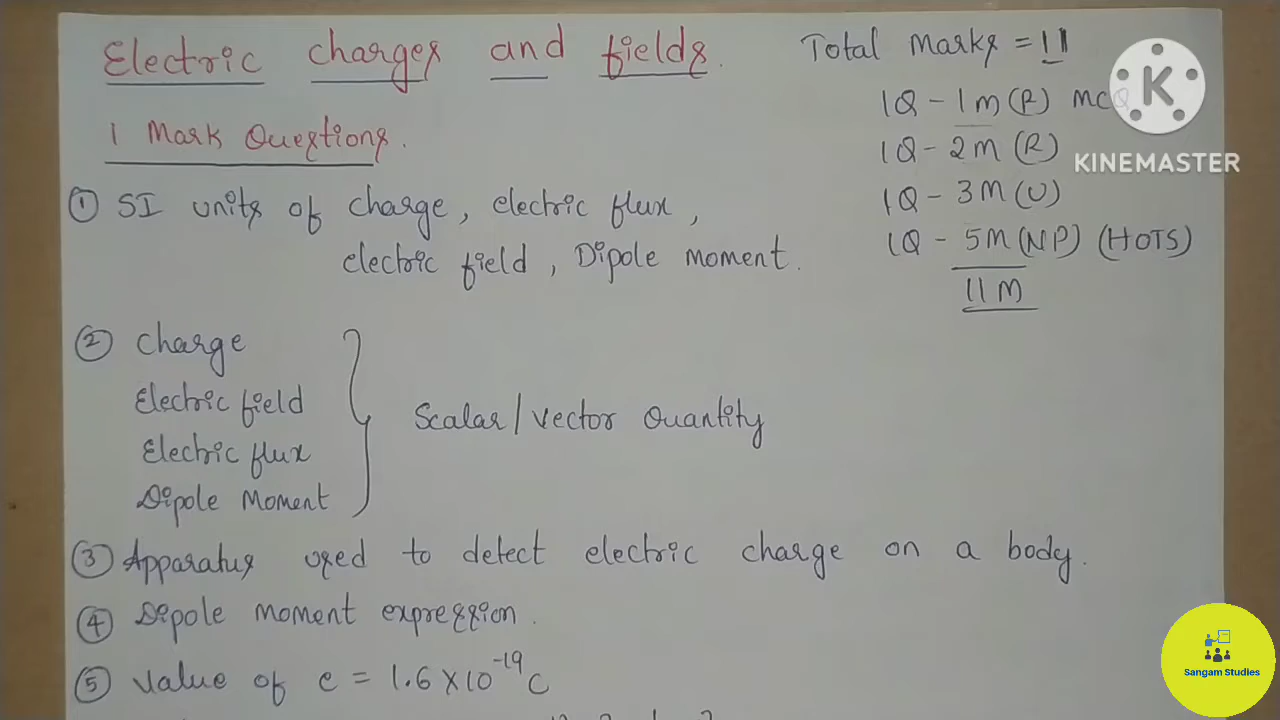 Electric charges and fields.
Total Marks = 11
1Q - 1M (R) MCQ
1 Mark Questions.
1Q - 2M (R)
KINEMASTER
① SI units of charge, electric flux,
electric field, Dipole moment.
1Q - 3M (U)
1Q - 5M (NP) (HOTS)
11 M
② charge
Electric field
Electric flux
Dipole Moment
Scalar/vector Quantity
③ Apparatus used to detect electric charge on a body.
④ Dipole moment expression.
⑤ Value of e = 1.6 × 10⁻¹⁹ C
Sangam Studies